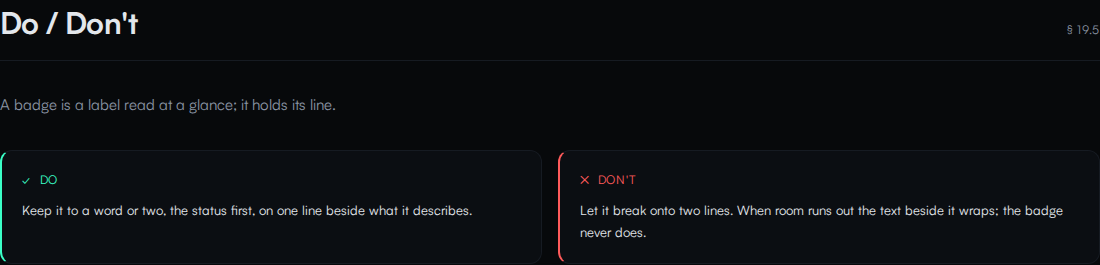 Do / Don't
§ 19.5
A badge is a label read at a glance; it holds its line.
✓ DO
Keep it to a word or two, the status first, on one line beside what it describes.
✕ DON'T
Let it break onto two lines. When room runs out the text beside it wraps; the badge
never does.